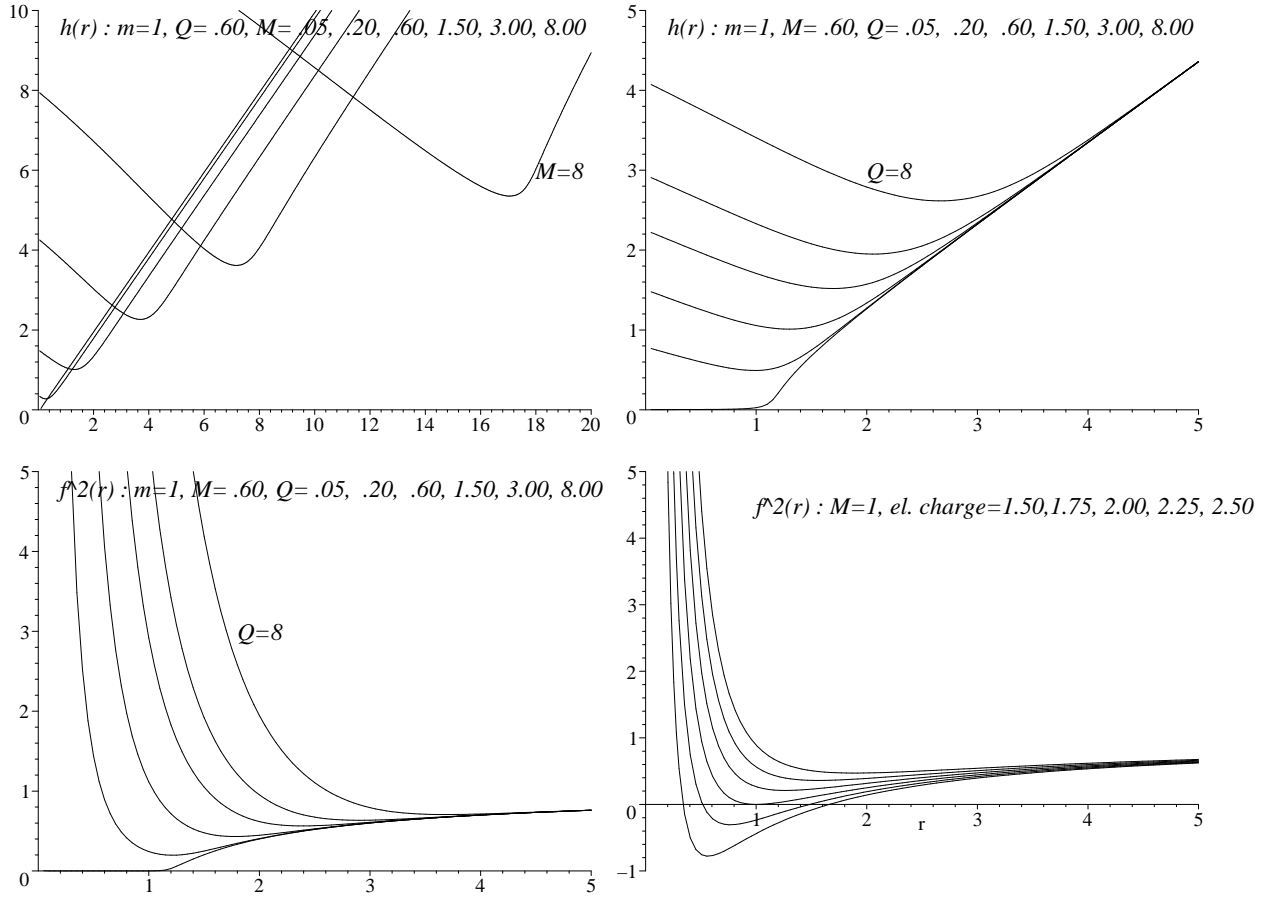 h(r) : m=1, Q= .60, M= .05, .20, .60, 1.50, 3.00, 8.00
10
8
6
4
2
0
M=8
2 4 6 8 10 12 14 16 18 20
h(r) : m=1, M= .60, Q= .05, .20, .60, 1.50, 3.00, 8.00
5
4
3
2
1
0
Q=8
1 2 3 4 5
f^2(r) : m=1, M= .60, Q= .05, .20, .60, 1.50, 3.00, 8.00
5
4
3
2
1
0
Q=8
1 2 3 4 5
f^2(r) : M=1, el. charge=1.50,1.75, 2.00, 2.25, 2.50
5
4
3
2
1
0
–1
1 2 3 4 5
r